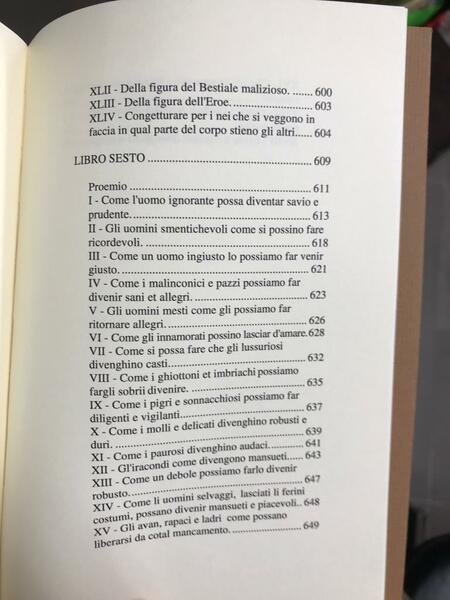 XLII - Della figura del Bestiale malizioso. ....... 600
XLIII - Della figura dell'Eroe. ........................ 603
XLIV - Congetturare per i nei che si veggono in
faccia in qual parte del corpo stieno gli altri... 604
LIBRO SESTO ............................................. 609
Proemio ..................................................... 611
I - Come l'uomo ignorante possa diventar savio e
prudente. ..................................................... 613
II - Gli uomini smentichevoli come si possino fare
ricordevoli. .................................................. 618
III - Come un uomo ingiusto lo possiamo far venir
giusto. ......................................................... 621
IV - Come i malinconici e pazzi possiamo far
divenir sani et allegri. .................................. 623
V - Gli uomini mesti come gli possiamo far
ritornare allegri. ........................................... 626
VI - Come gli innamorati possino lasciar d'amare.628
VII - Come si possa fare che gli lussuriosi
divenghino casti. ........................................... 632
VIII - Come i ghiottoni et imbriachi possiamo
fargli sobrii divenire. .................................... 635
IX - Come i pigri e sonnacchiosi possiamo far
diligenti e vigilanti. ....................................... 637
X - Come i molli e delicati divenghino robusti e
duri. ............................................................ 639
XI - Come i paurosi divenghino audaci. .......... 641
XII - Gl'iracondi come divengono mansueti. ..... 643
XIII - Come un debole possiamo farlo divenir
robusto. ....................................................... 647
XIV - Come li uomini selvaggi, lasciati li ferini
costumi, possano divenir mansueti e piacevoli.. 648
XV - Gli avan, rapaci e ladri come possano
liberarsi da cotal mancamento. ...................... 649